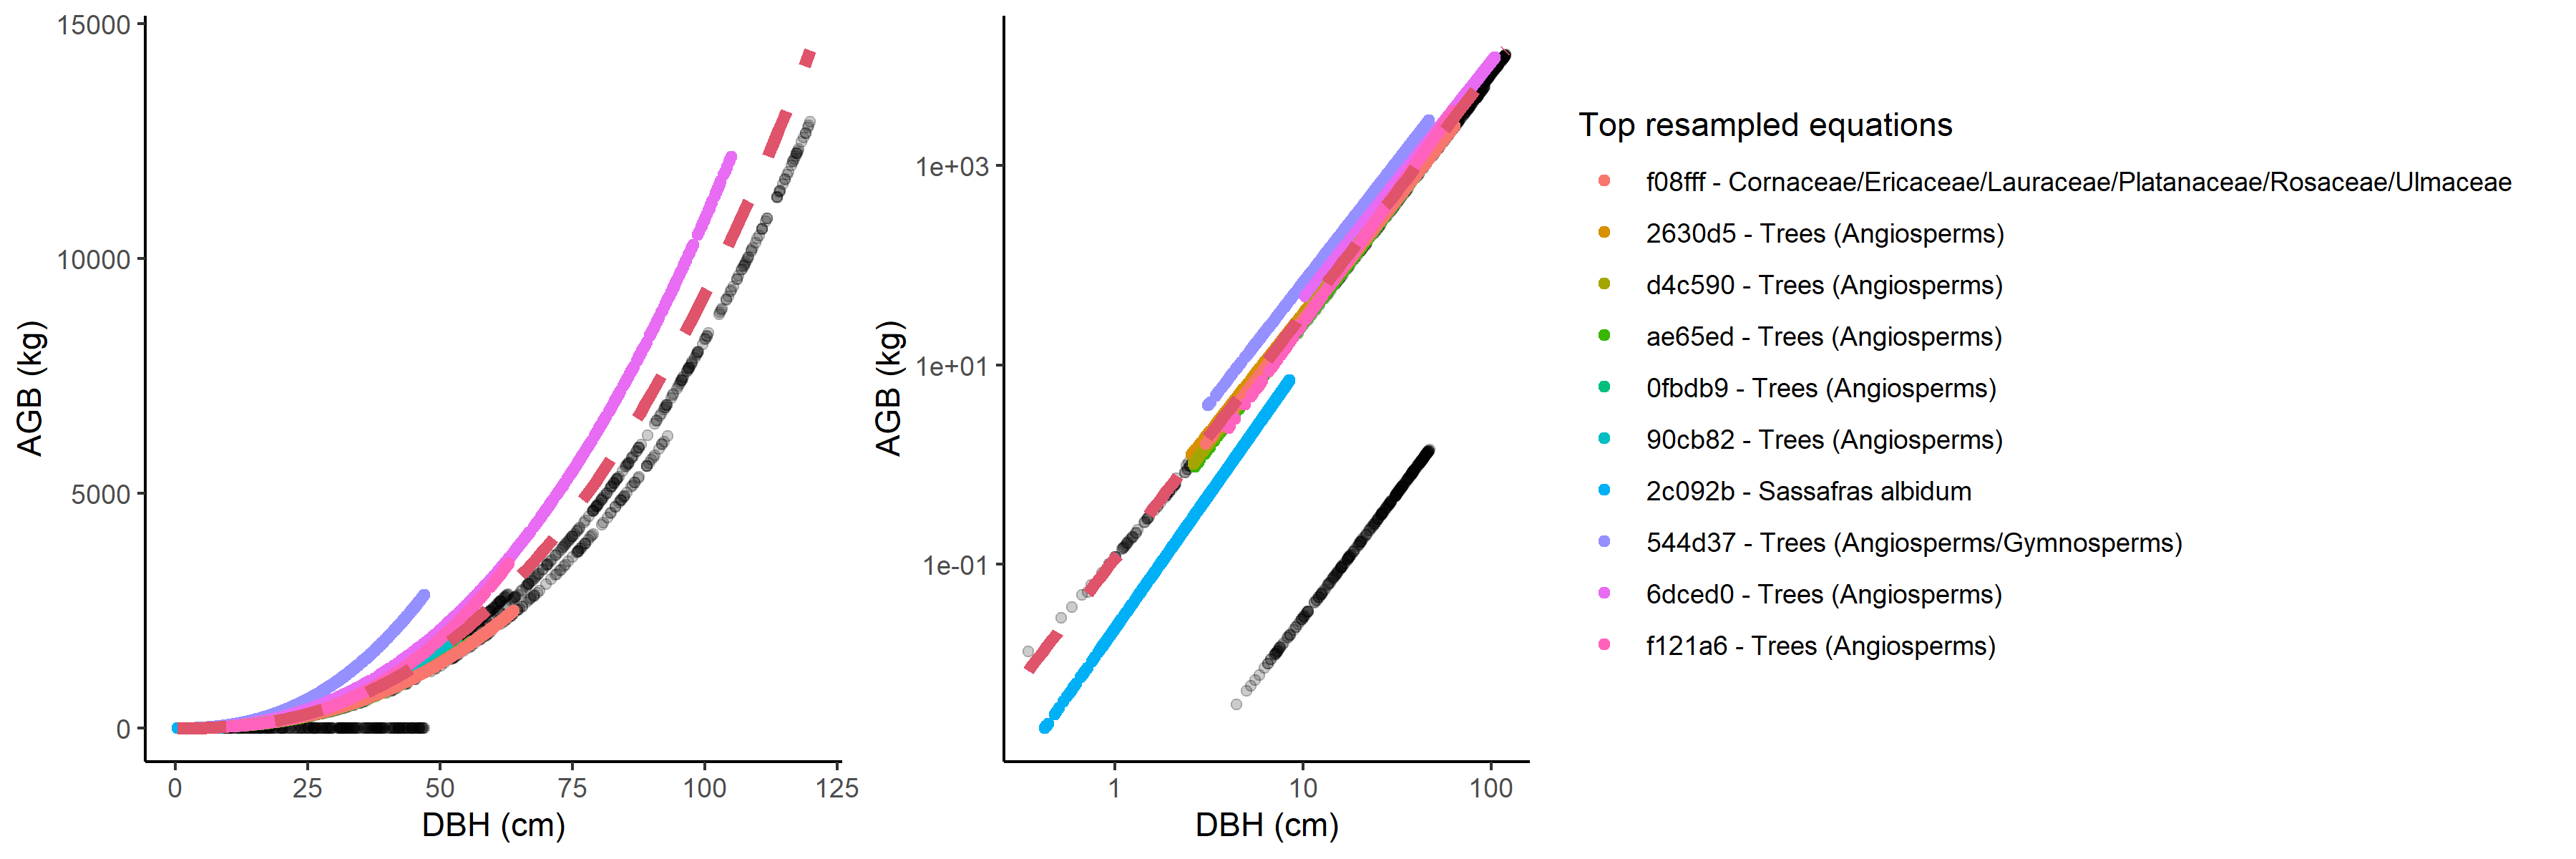 15000
10000
5000
0
AGB (kg)
0 25 50 75 100 125
DBH (cm)
1e+03
1e+01
1e-01
AGB (kg)
1 10 100
DBH (cm)
Top resampled equations
f08fff - Cornaceae/Ericaceae/Lauraceae/Platanaceae/Rosaceae/Ulmaceae
2630d5 - Trees (Angiosperms)
d4c590 - Trees (Angiosperms)
ae65ed - Trees (Angiosperms)
0fbdb9 - Trees (Angiosperms)
90cb82 - Trees (Angiosperms)
2c092b - Sassafras albidum
544d37 - Trees (Angiosperms/Gymnosperms)
6dced0 - Trees (Angiosperms)
f121a6 - Trees (Angiosperms)